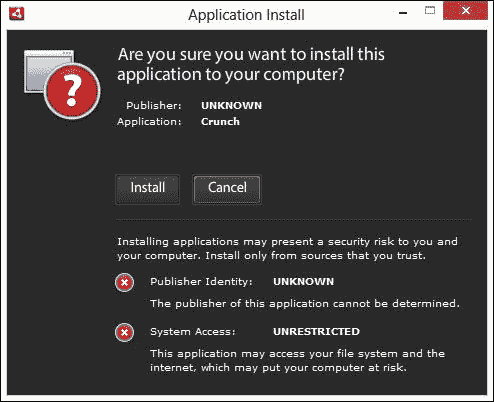 Application Install
Are you sure you want to install this
application to your computer?
Publisher: UNKNOWN
Application: Crunch
Install Cancel
Installing applications may present a security risk to you and
your computer. Install only from sources that you trust.
Publisher Identity: UNKNOWN
The publisher of this application cannot be determined.
System Access: UNRESTRICTED
This application may access your file system and the
internet, which may put your computer at risk.